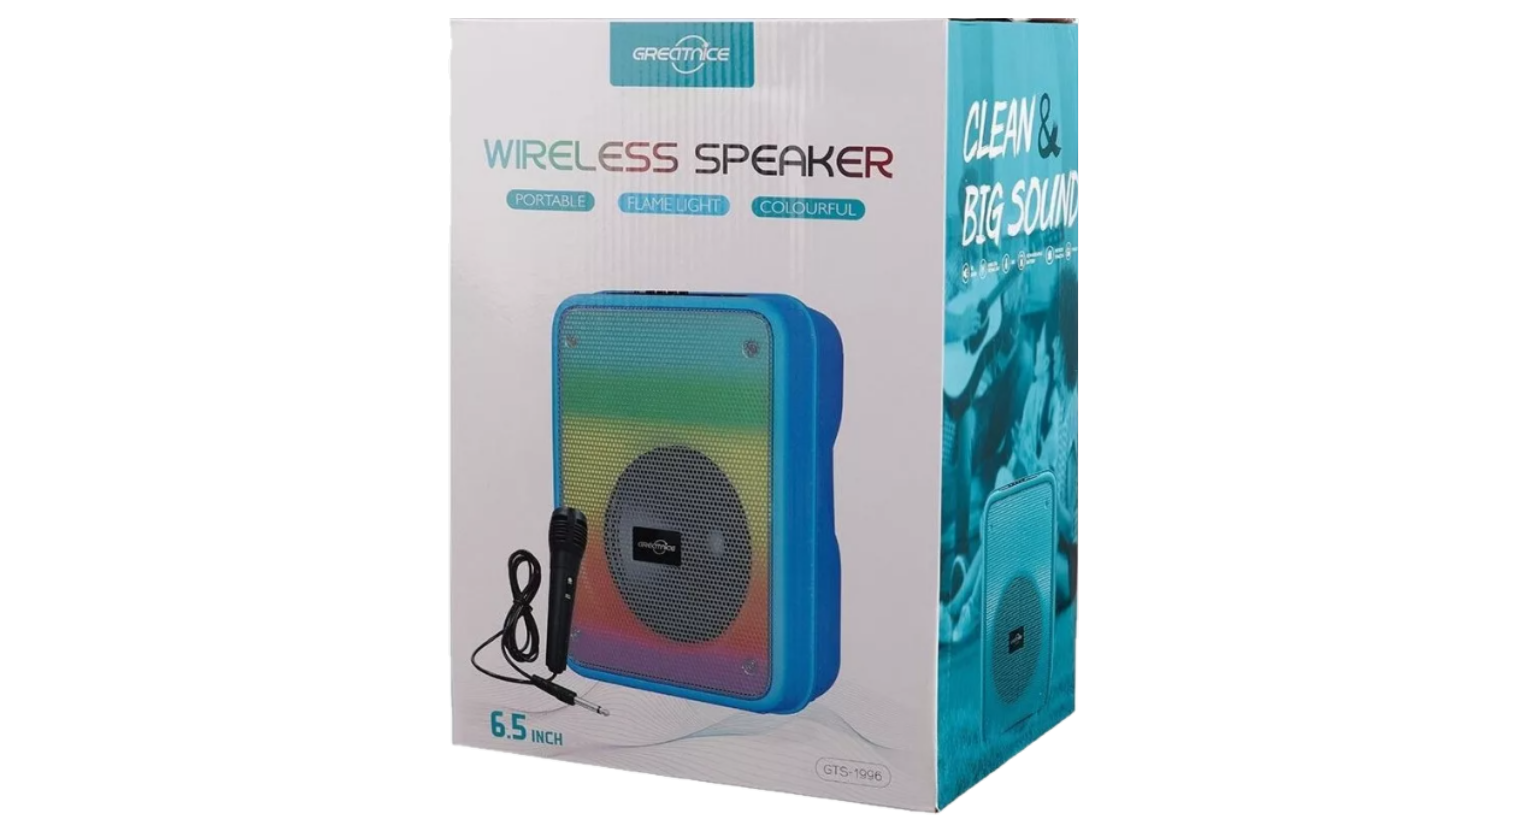 GREATNICE
WIRELESS SPEAKER
PORTABLE
FLAME LIGHT
COLOURFUL
GREATNICE
6.5 INCH
GTS-1996
CLEAN &
BIG SOUND